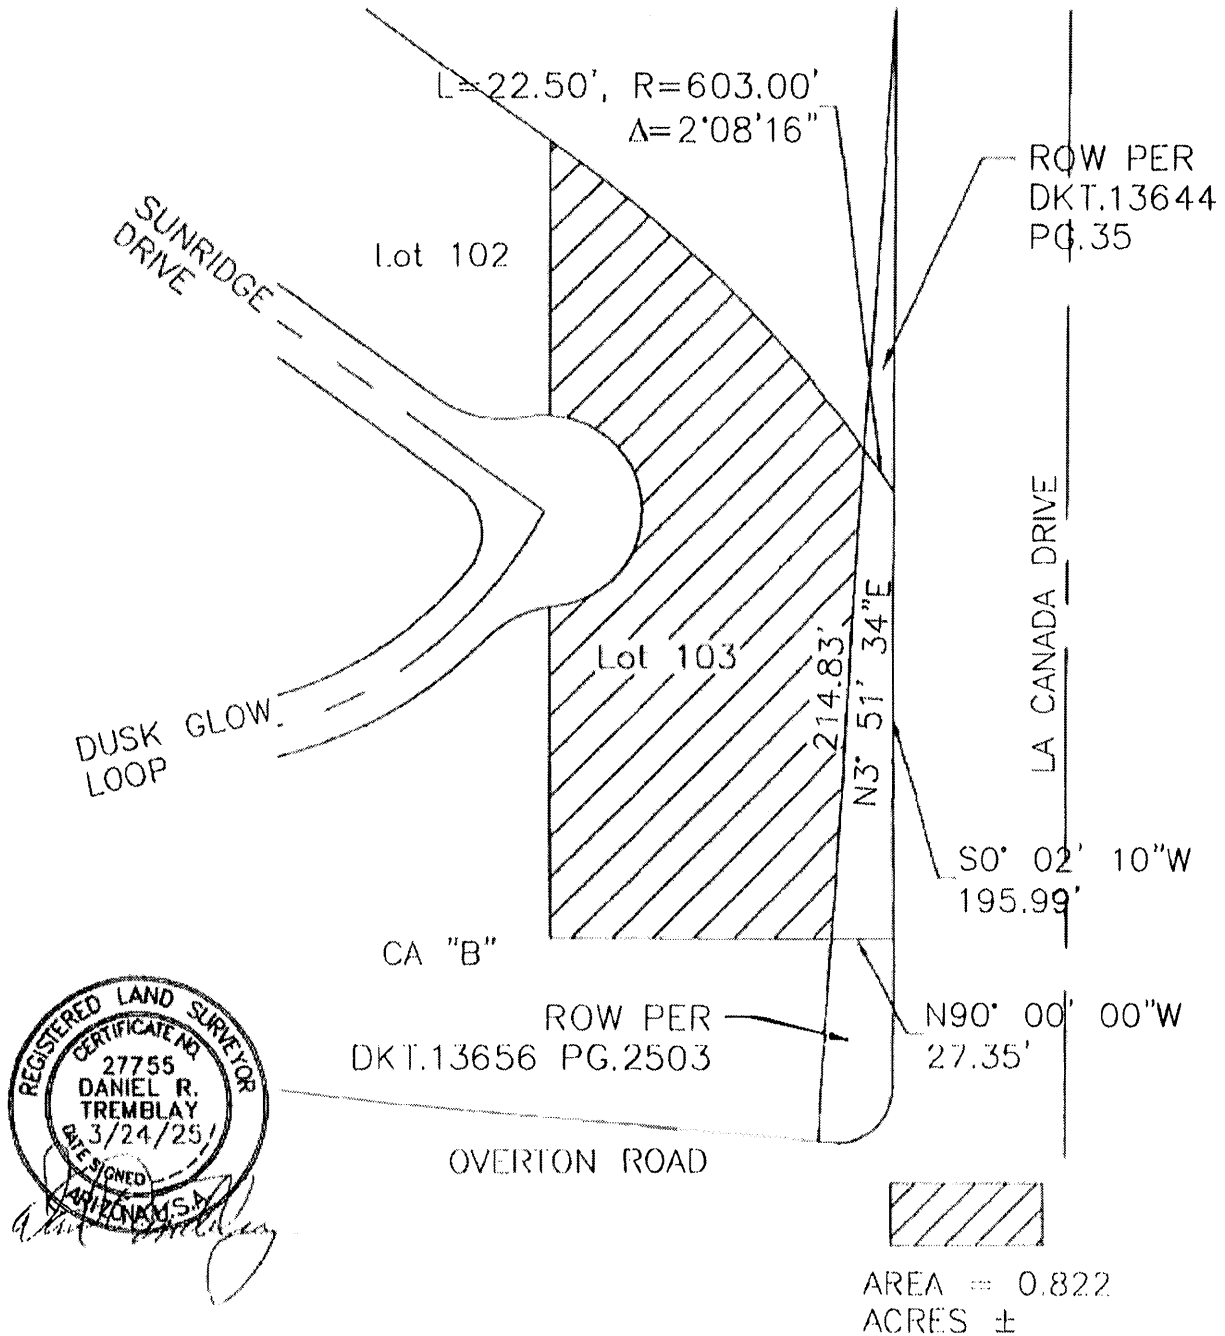 L=22.50', R=603.00'
Δ=2°08'16"
ROW PER
DKT.13644
PG.35
SUNRIDGE
DRIVE
Lot 102
LA CANADA DRIVE
Lot 103
214.83'
N3° 51' 34"E
DUSK GLOW
LOOP
S0° 02' 10"W
195.99'
CA "B"
N90° 00' 00"W
27.35'
ROW PER
DKT.13656 PG.2503
REGISTERED LAND SURVEYOR
CERTIFICATE NO.
27755
DANIEL R.
TREMBLAY
3/24/25
DATE SIGNED
ARIZONA U.S.A.
OVERTON ROAD
AREA = 0.822
ACRES ±